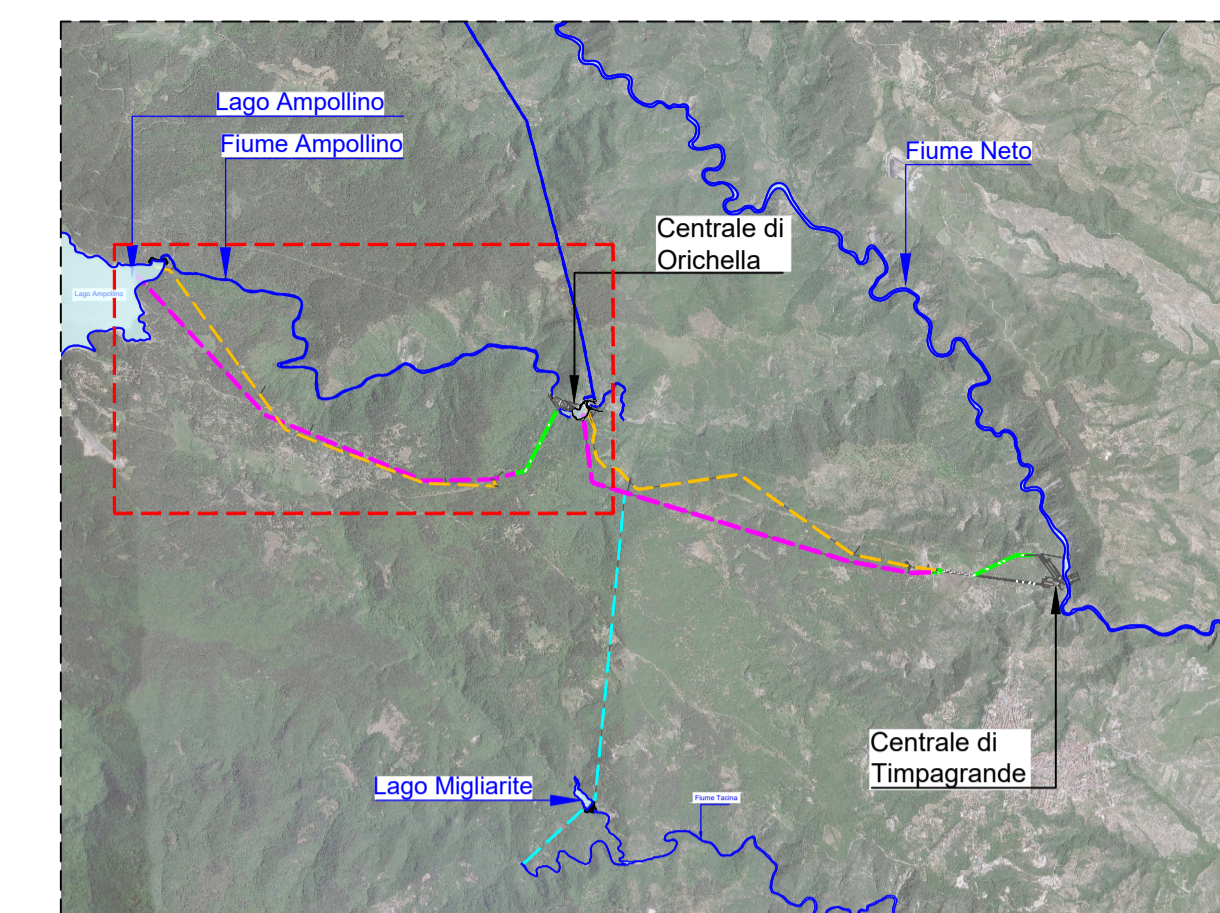 Lago Ampollino
Fiume Ampollino
Fiume Neto
Centrale di
Orichella
Lago Ampollino
Centrale di
Timpagrande
Lago Migliarite
Fiume Tacina